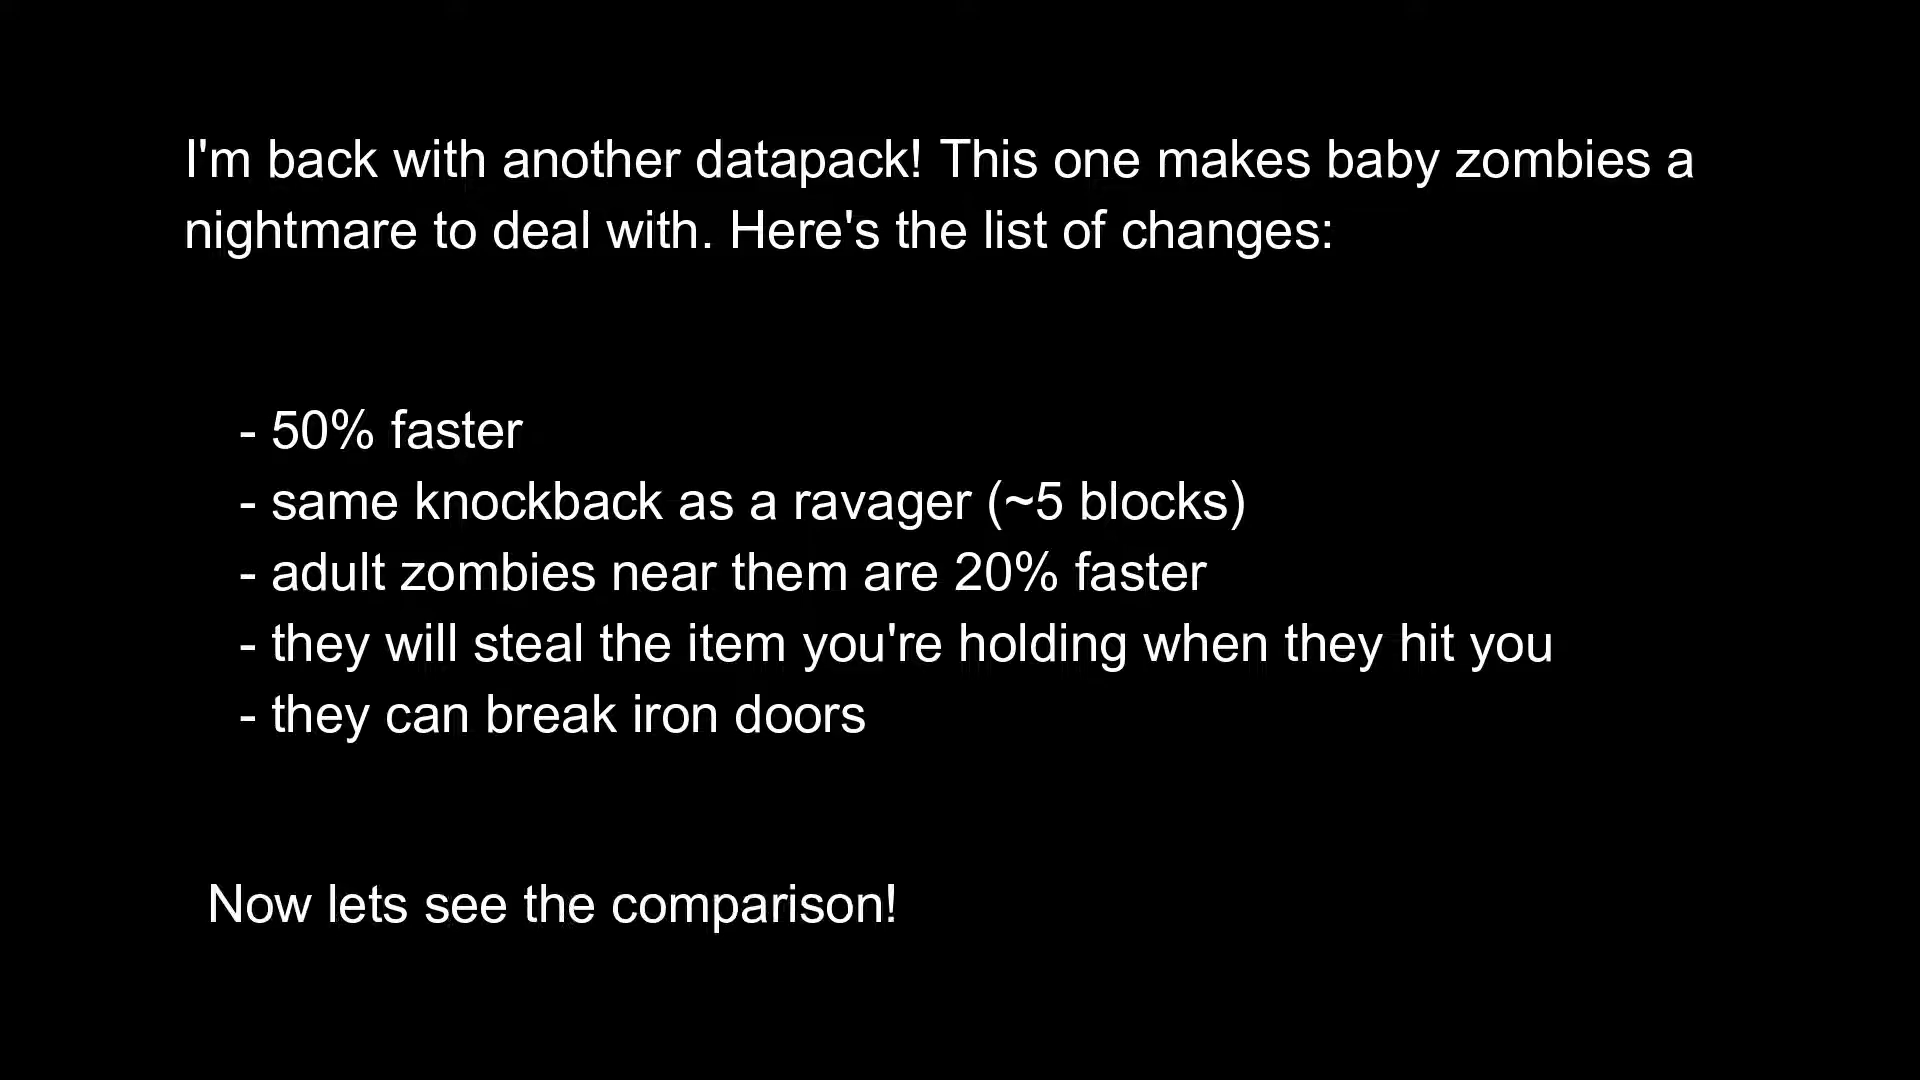 I'm back with another datapack! This one makes baby zombies a
nightmare to deal with. Here's the list of changes:
- 50% faster
- same knockback as a ravager (~5 blocks)
- adult zombies near them are 20% faster
- they will steal the item you're holding when they hit you
- they can break iron doors
Now lets see the comparison!